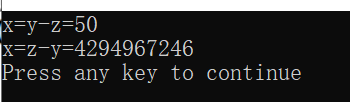 x=y-z=50
x=z-y=4294967246
Press any key to continue